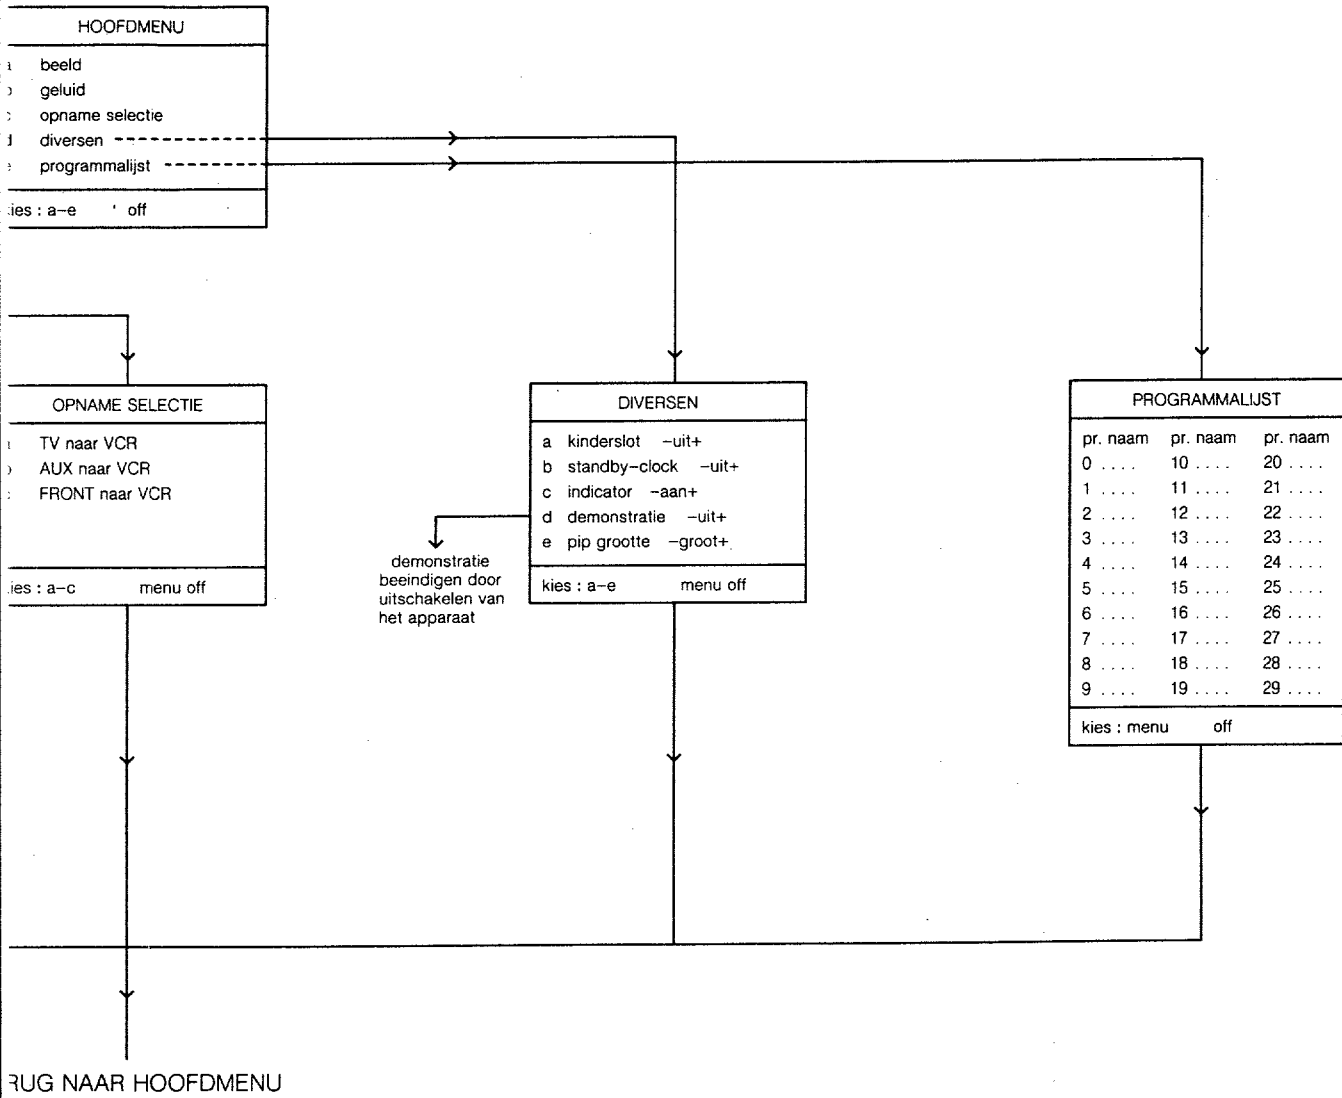 HOOFDMENU
beeld
geluid
opname selectie
d diversen
programmalijst
kies : a–e off
OPNAME SELECTIE
TV naar VCR
AUX naar VCR
FRONT naar VCR
kies : a–c menu off
demonstratie
beeindigen door
uitschakelen van
het apparaat
DIVERSEN
a kinderslot –uit+
b standby–clock –uit+
c indicator –aan+
d demonstratie –uit+
e pip grootte –groot+
kies : a–e menu off
PROGRAMMALIJST
pr. naam pr. naam pr. naam
0 . . . . 10 . . . . 20 . . . .
1 . . . . 11 . . . . 21 . . . .
2 . . . . 12 . . . . 22 . . . .
3 . . . . 13 . . . . 23 . . . .
4 . . . . 14 . . . . 24 . . . .
5 . . . . 15 . . . . 25 . . . .
6 . . . . 16 . . . . 26 . . . .
7 . . . . 17 . . . . 27 . . . .
8 . . . . 18 . . . . 28 . . . .
9 . . . . 19 . . . . 29 . . . .
kies : menu off
RUG NAAR HOOFDMENU